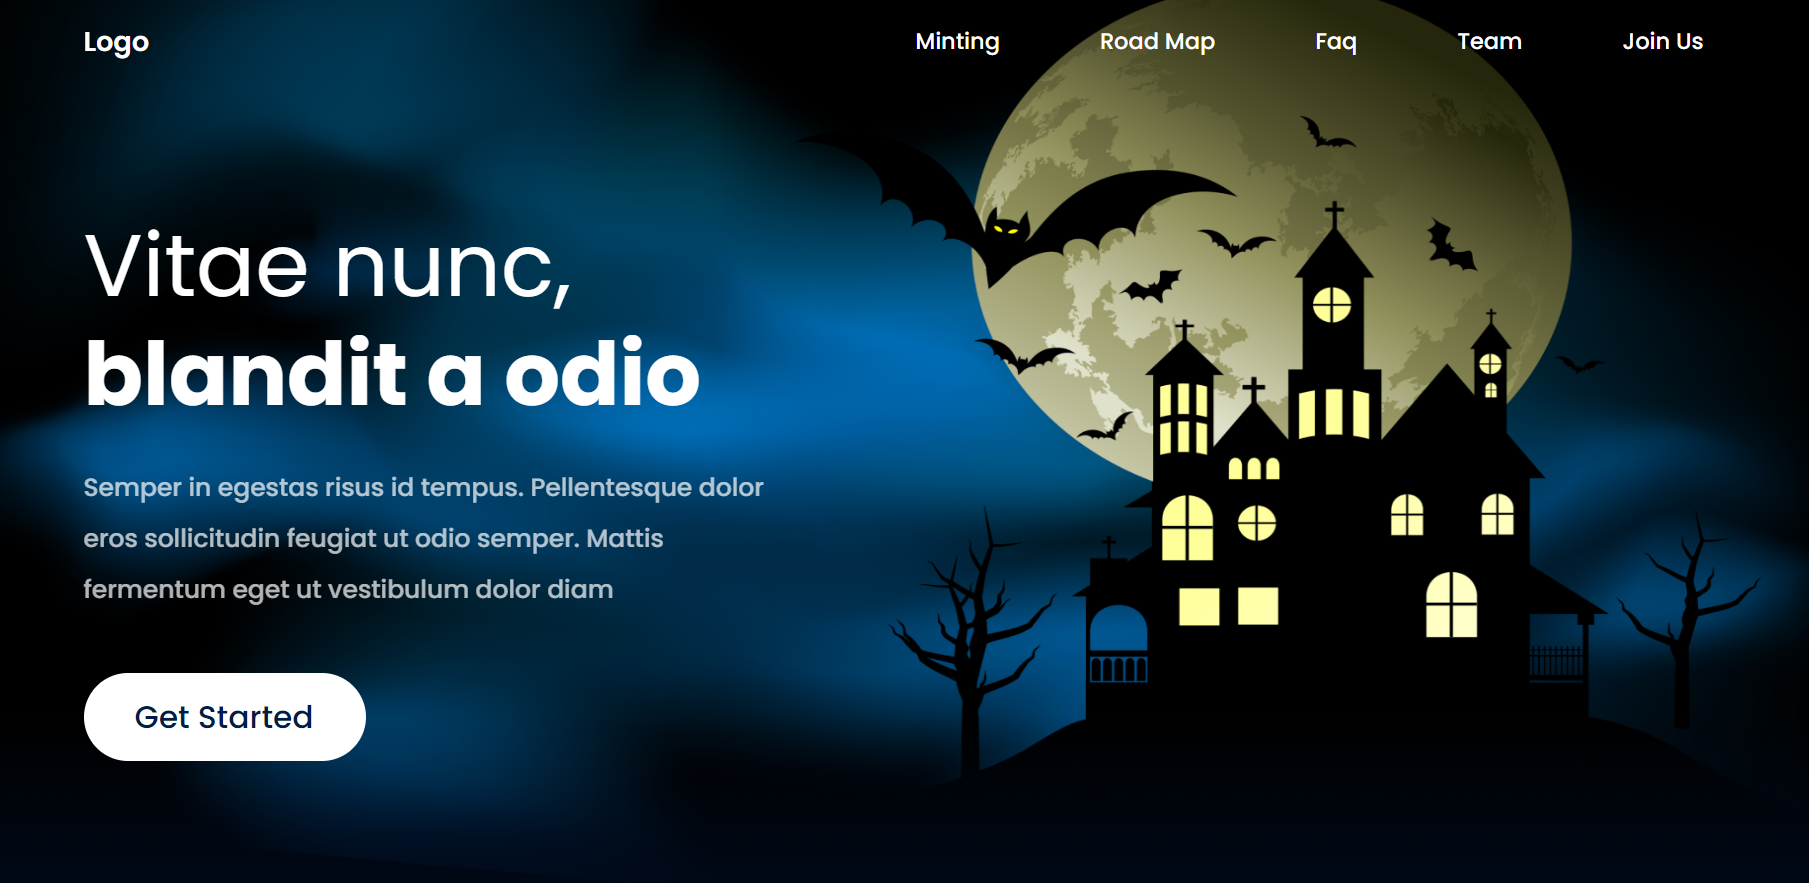 Logo
Minting
Road Map
Faq
Team
Join Us
Vitae nunc,
blandit a odio
Semper in egestas risus id tempus. Pellentesque dolor
eros sollicitudin feugiat ut odio semper. Mattis
fermentum eget ut vestibulum dolor diam
Get Started